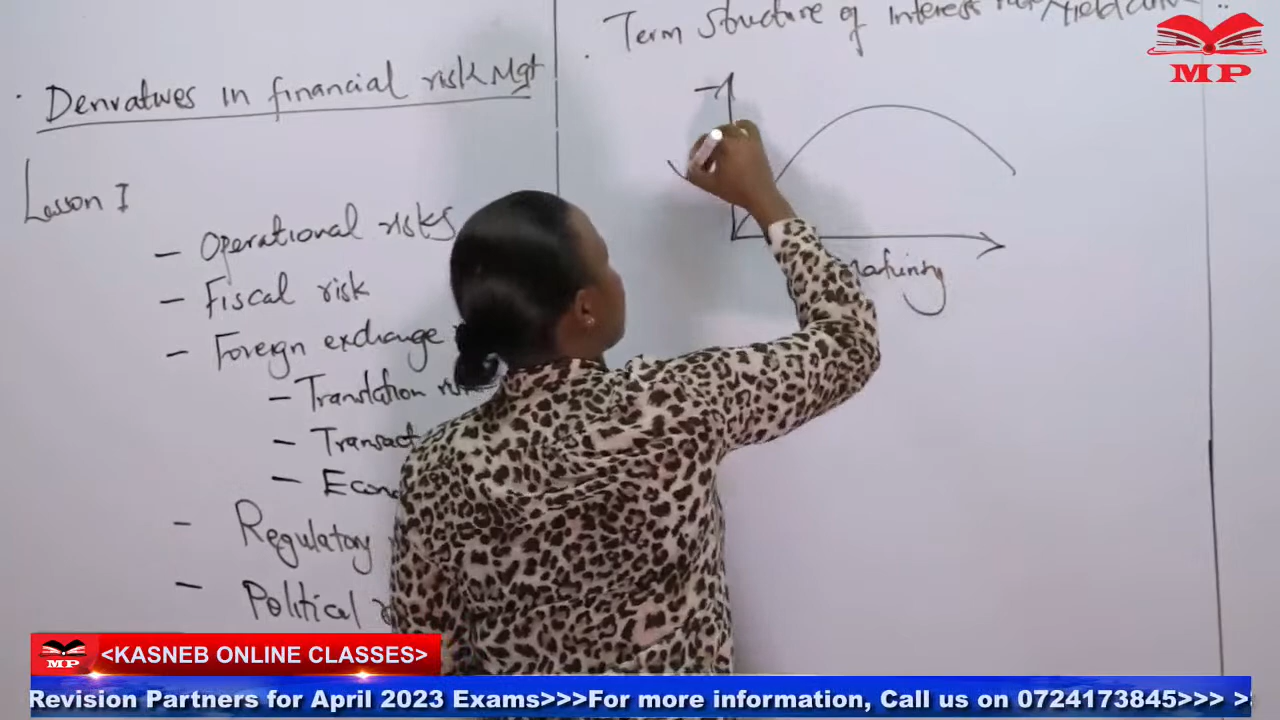 · Derivatives in financial risk Mgt
Lesson I
- Operational risks
- Fiscal risk
- Foreign exchange
- Translation
- Transact
- Econo
- Regulatory
- Political
· Term Structure of interest
maturity
MP
MP
<KASNEB ONLINE CLASSES>
Revision Partners for April 2023 Exams>>>For more information, Call us on 0724173845>>> >